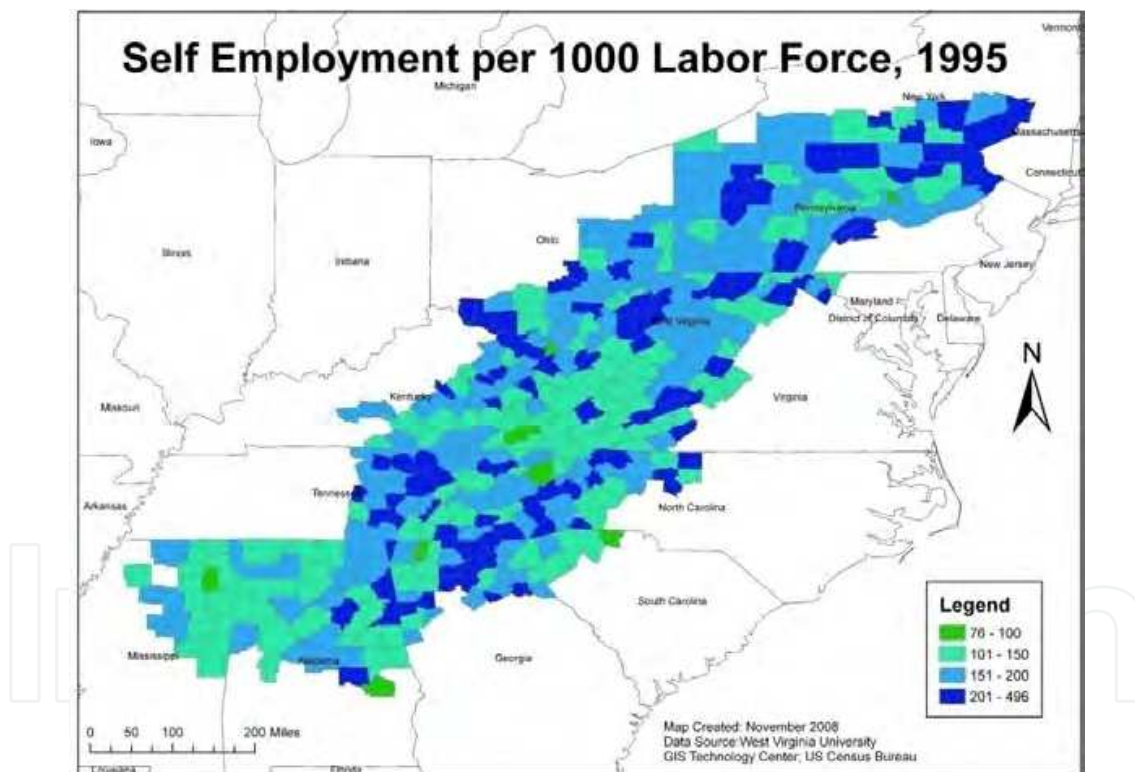 Self Employment per 1000 Labor Force, 1995
Vermont
Michigan
New York
Iowa
Massachusetts
Connecticut
Pennsylvania
Ohio
Illinois
Indiana
New Jersey
Maryland
District of Columbia
Delaware
West Virginia
N
Kentucky
Virginia
Missouri
Tennessee
Arkansas
North Carolina
South Carolina
Legend
76 - 100
101 - 150
151 - 200
201 - 496
Mississippi
Alabama
Georgia
0 50 100 200 Miles
Map Created: November 2008
Data Source:West Virginia University
GIS Technology Center, US Census Bureau
Louisiana
Florida